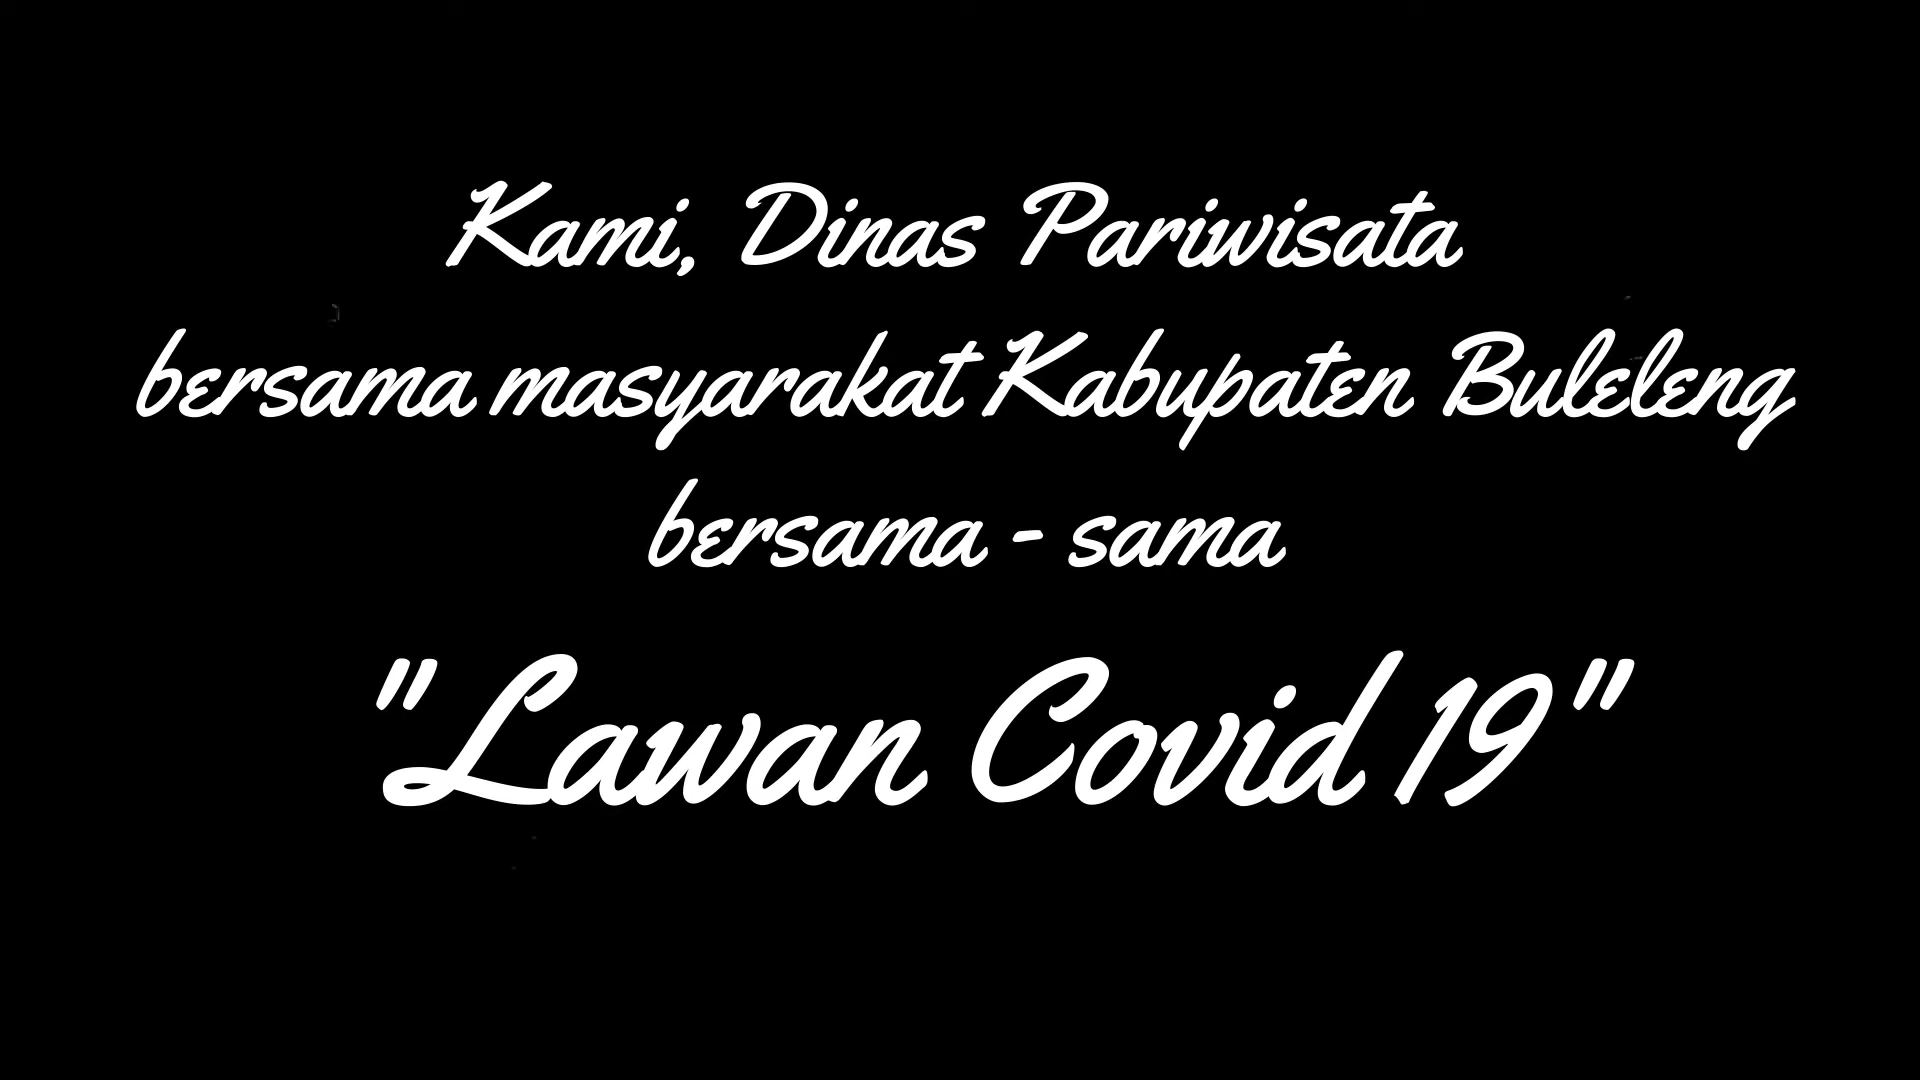 Kami, Dinas Pariwisata
bersama masyarakat Kabupaten Buleleng
bersama - sama
"Lawan Covid 19"